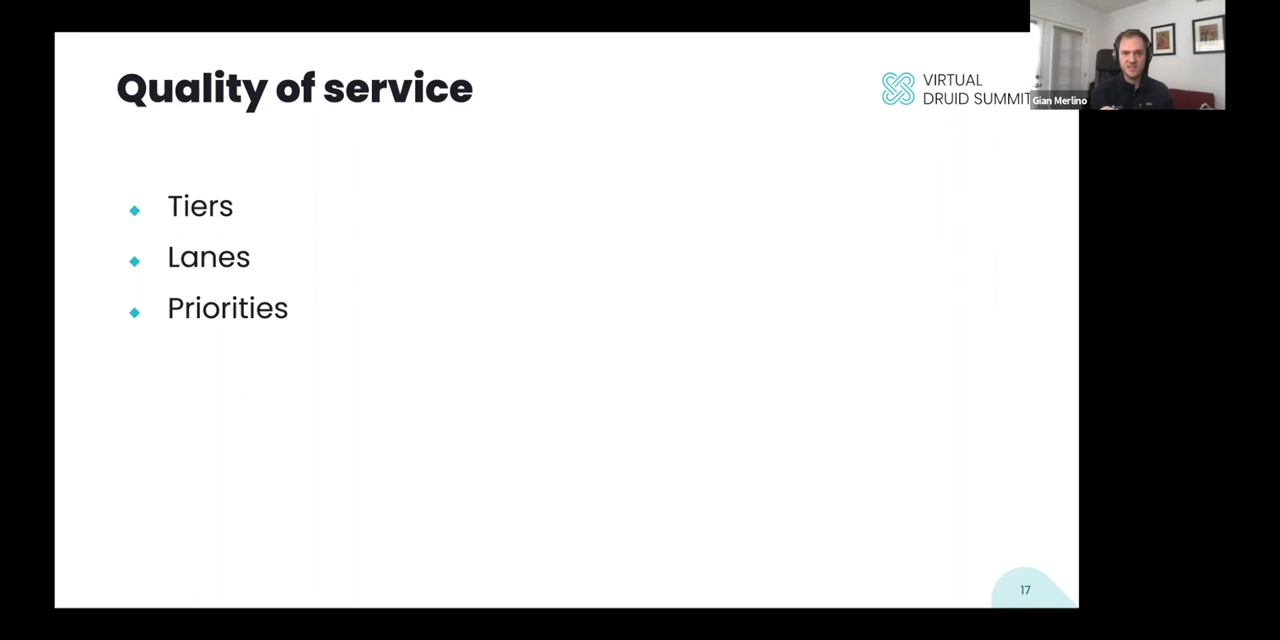 Quality of service
VIRTUAL
DRUID SUMMIT
Gian Merlino
Tiers
Lanes
Priorities
17